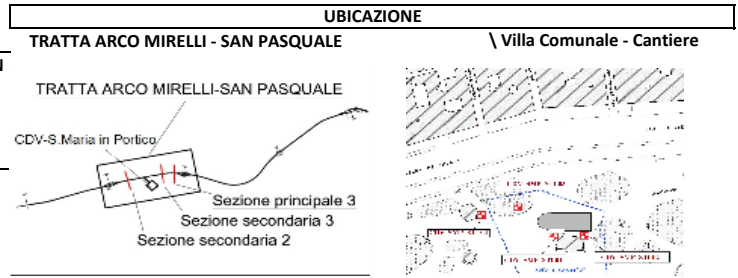 UBICAZIONE
TRATTA ARCO MIRELLI - SAN PASQUALE
\ Villa Comunale - Cantiere
N
TRATTA ARCO MIRELLI-SAN PASQUALE
CDV-S.Maria in Portico
Sezione principale 3
Sezione secondaria 3
Sezione secondaria 2